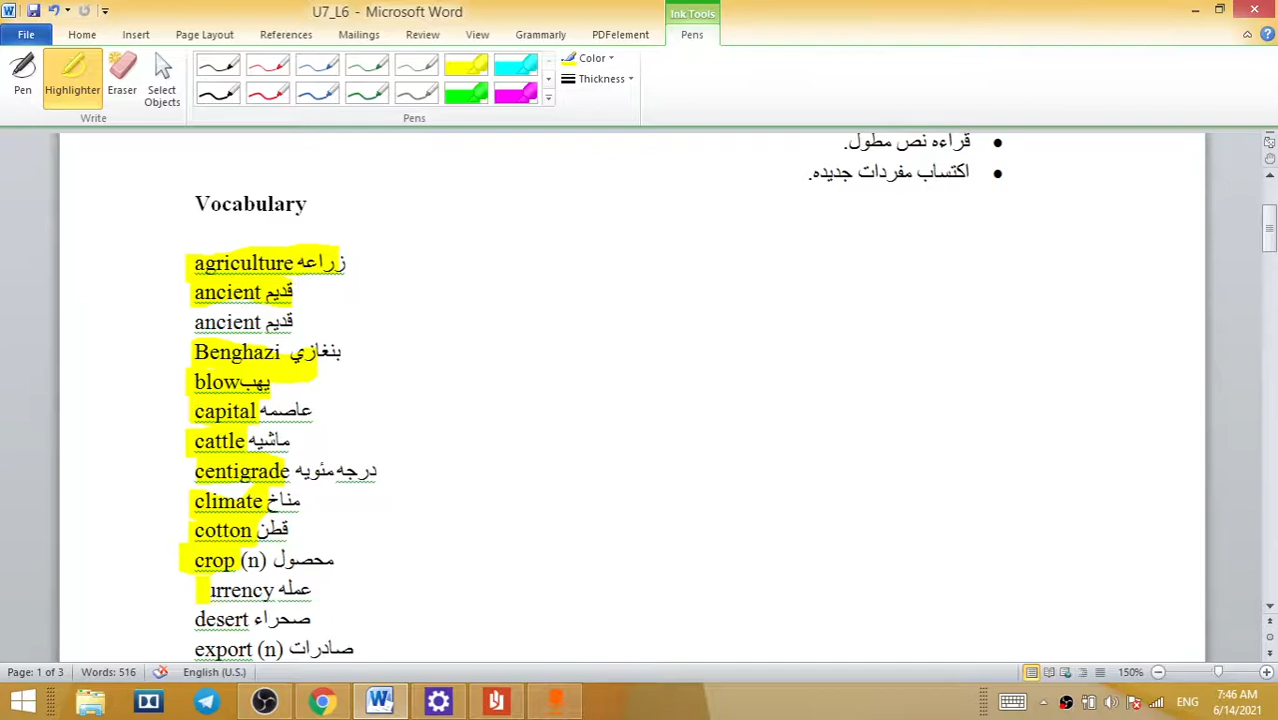 U7_L6 - Microsoft Word
Ink Tools
File Home Insert Page Layout References Mailings Review View Grammarly PDFelement Pens
Pen Highlighter Eraser Select Objects
Color
Thickness
Write
Pens
قراءه نص مطول.
اكتساب مفردات جديده.
Vocabulary
agriculture زراعه
ancient قديم
ancient قديم
Benghazi بنغازي
blow يهب
capital عاصمه
cattle ماشيه
centigrade درجه مئويه
climate مناخ
cotton قطن
crop (n) محصول
urrency عمله
desert صحراء
export (n) صادرات
Page: 1 of 3 Words: 516 English (U.S.) 150%
ENG 7:46 AM
6/14/2021